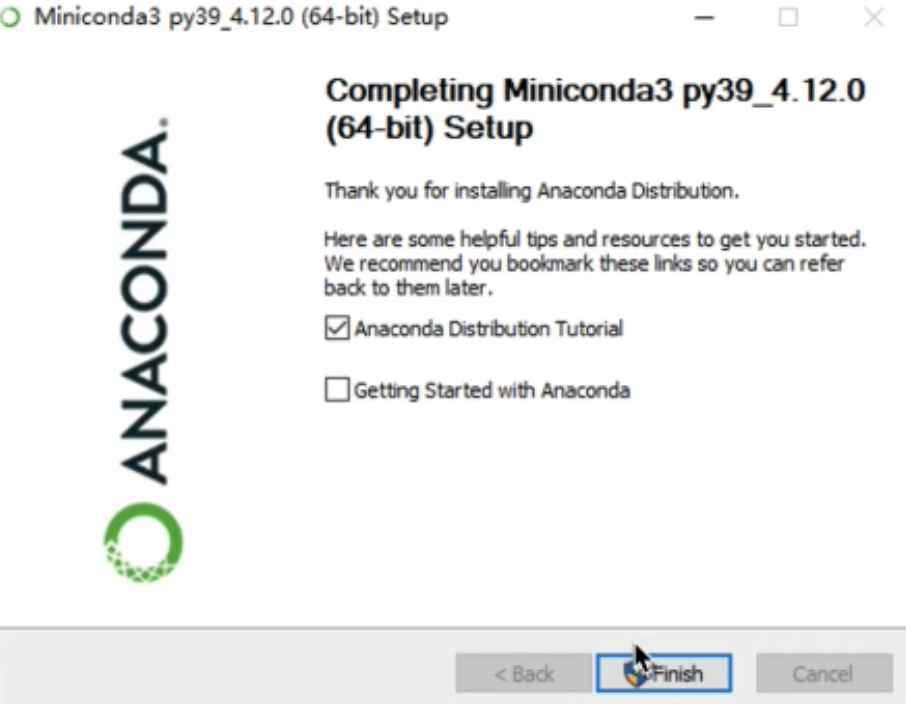 Miniconda3 py39_4.12.0 (64-bit) Setup
ANACONDA.
Completing Miniconda3 py39_4.12.0
(64-bit) Setup
Thank you for installing Anaconda Distribution.
Here are some helpful tips and resources to get you started.
We recommend you bookmark these links so you can refer
back to them later.
Anaconda Distribution Tutorial
Getting Started with Anaconda
< Back
Finish
Cancel